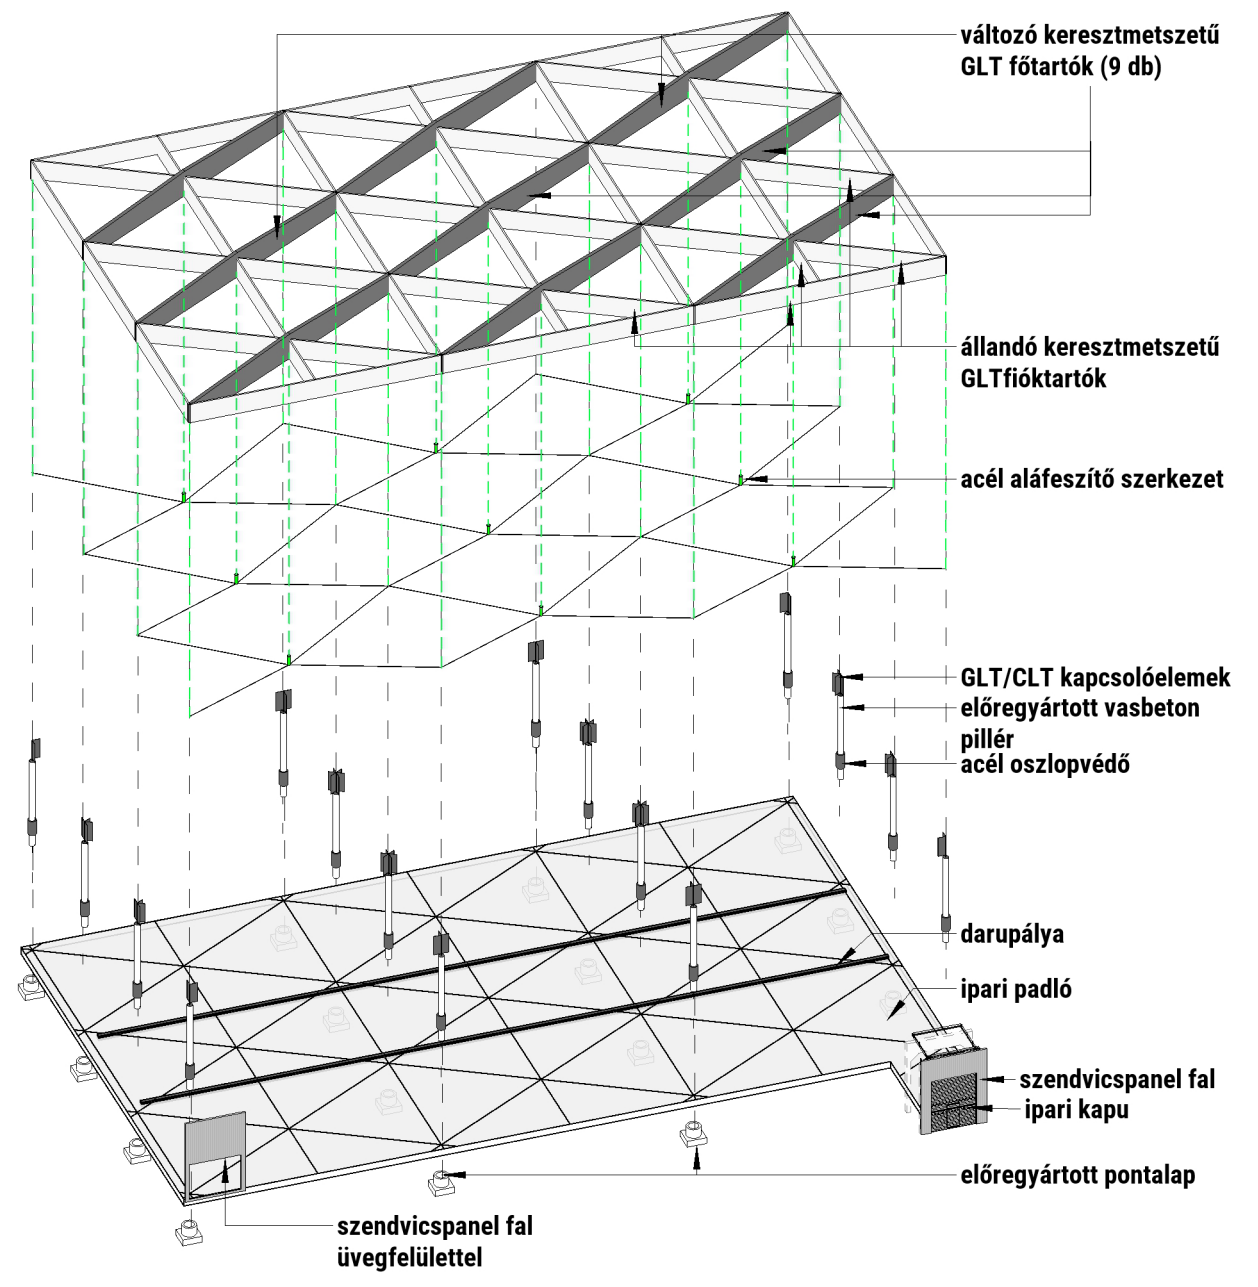 változó keresztmetszetű
GLT főtartók (9 db)
állandó keresztmetszetű
GLTfióktartók
acél aláfeszítő szerkezet
GLT/CLT kapcsolóelemek
előregyártott vasbeton
pillér
acél oszlopvédő
darupálya
ipari padló
szendvicspanel fal
ipari kapu
előregyártott pontalap
szendvicspanel fal
üvegfelülettel